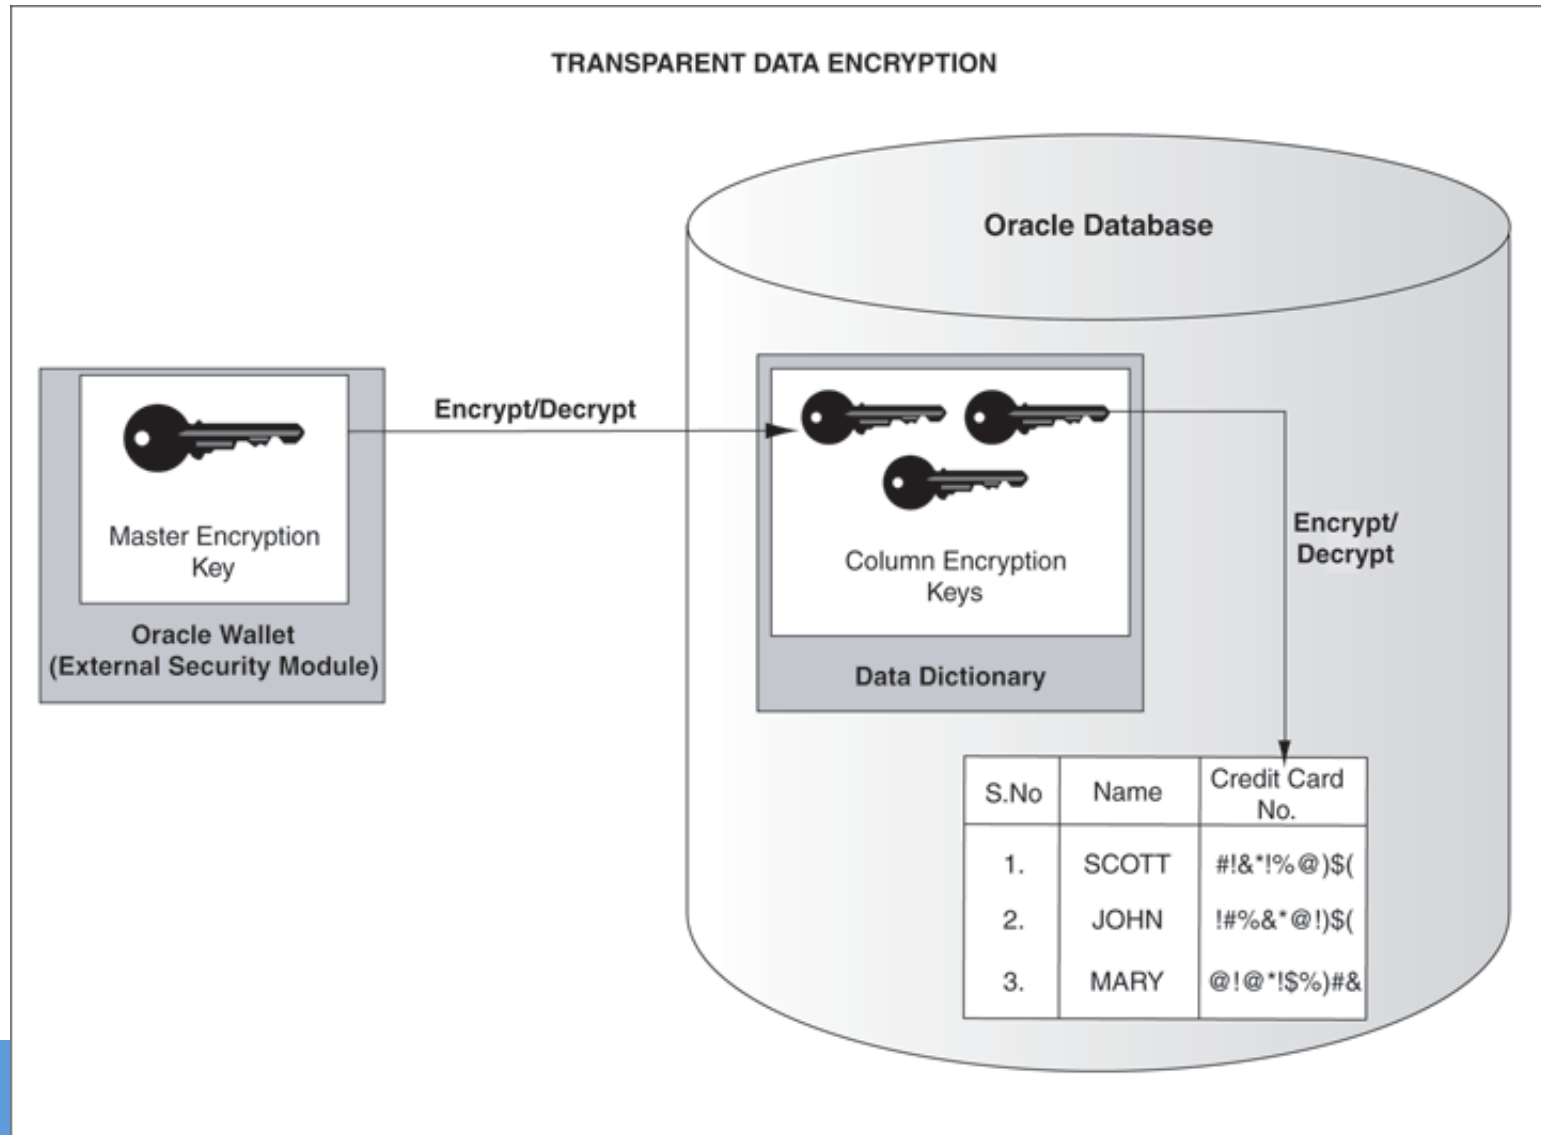 TRANSPARENT DATA ENCRYPTION
Oracle Database
Encrypt/Decrypt
Master Encryption
Key
Oracle Wallet
(External Security Module)
Column Encryption
Keys
Data Dictionary
Encrypt/
Decrypt
S.No Name Credit Card
No.
1. SCOTT #!&*!%@)$(
2. JOHN !#%&*@!)$(
3. MARY @!@*!$%)#&